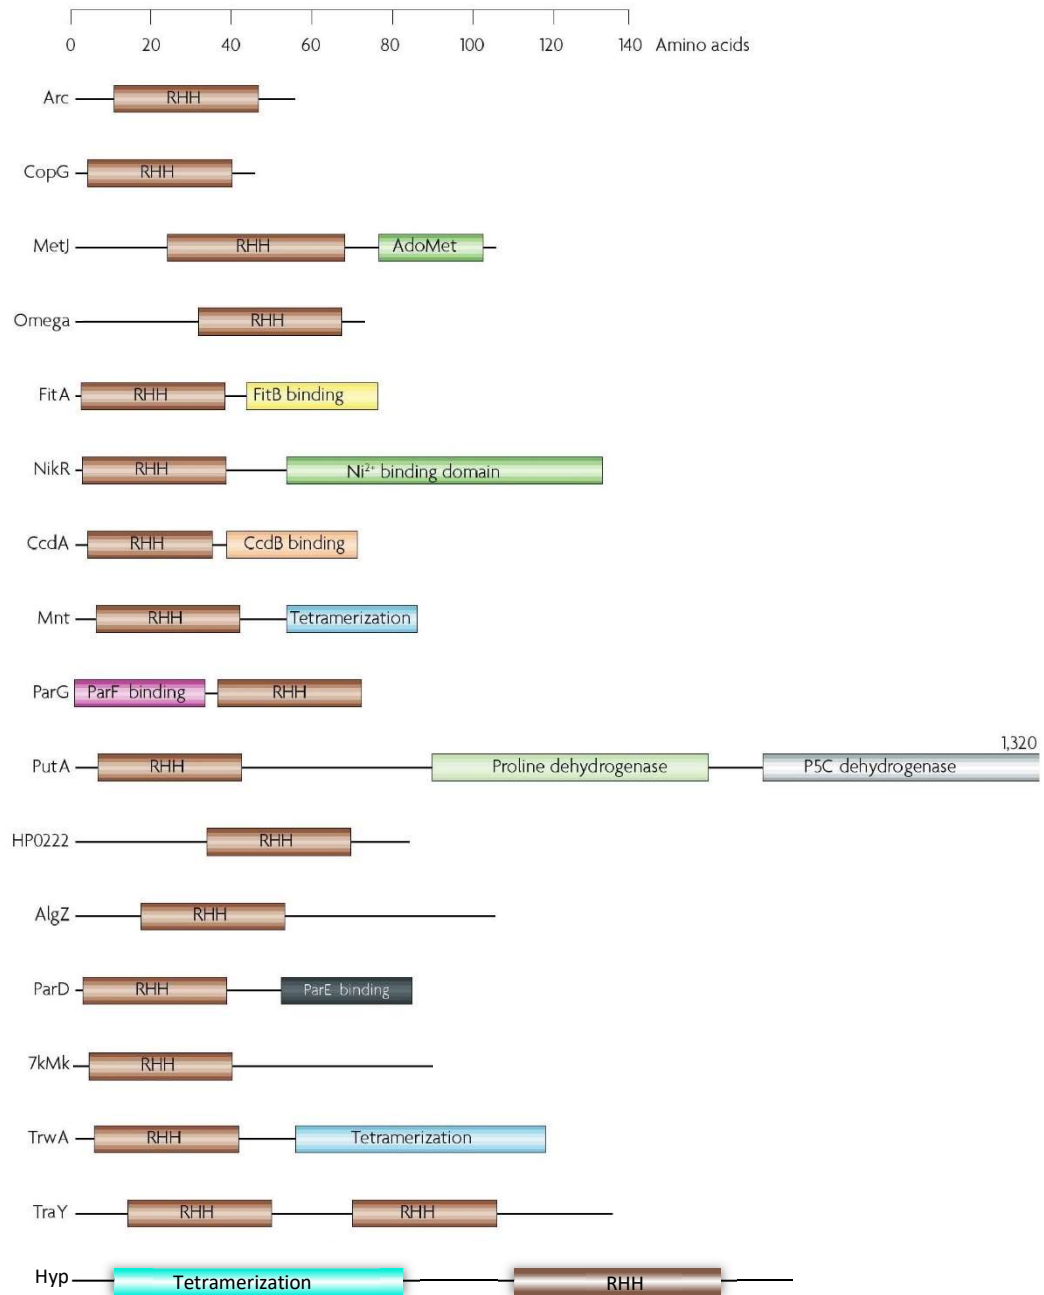 0 20 40 60 80 100 120 140 Amino acids
Arc RHH
CopG RHH
MetJ RHH AdoMet
Omega RHH
FitA RHH FitB binding
NikR RHH Ni²⁺ binding domain
CcdA RHH CcdB binding
Mnt RHH Tetramerization
ParG ParF binding RHH
1,320
PutA RHH Proline dehydrogenase P5C dehydrogenase
HP0222 RHH
AlgZ RHH
ParD RHH ParE binding
7kMk RHH
TrwA RHH Tetramerization
TraY RHH RHH
Hyp Tetramerization RHH